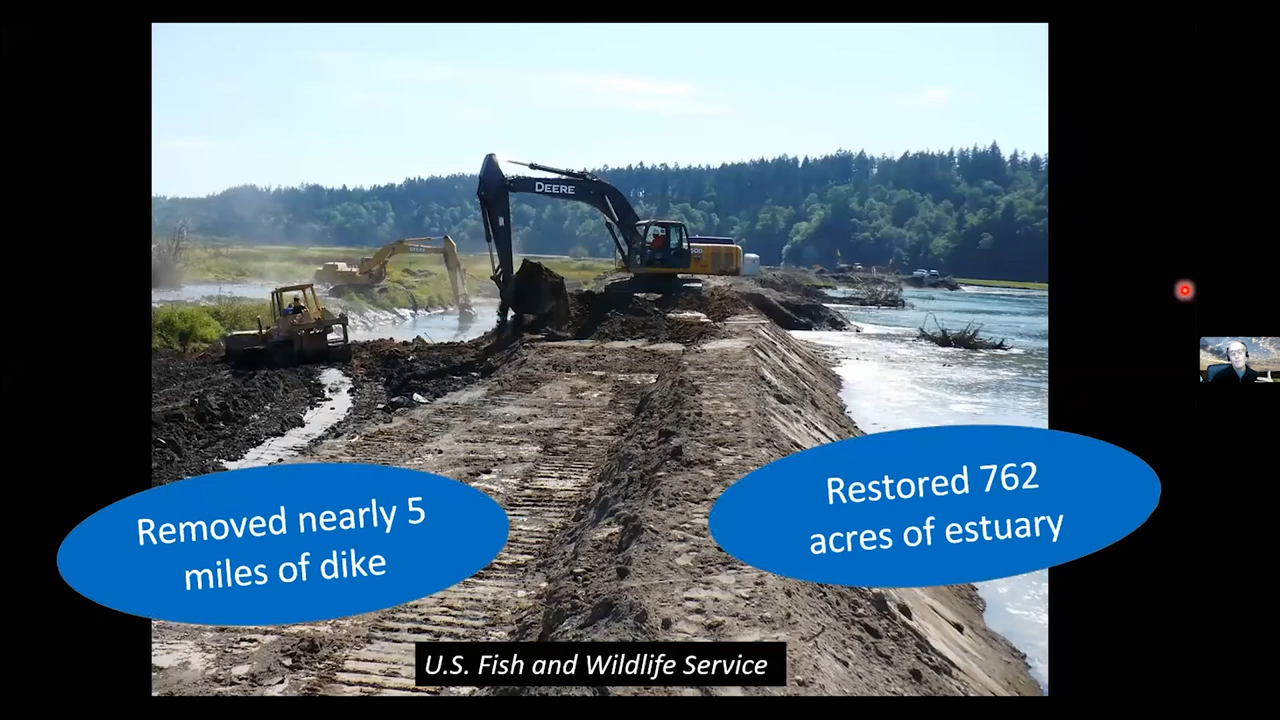 DEERE
Removed nearly 5
miles of dike
Restored 762
acres of estuary
U.S. Fish and Wildlife Service